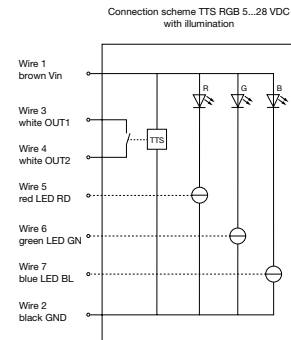 Connection scheme TTS RGB 5...28 VDC
with illumination
Wire 1
brown Vin
R
G
B
Wire 3
white OUT1
TTS
Wire 4
white OUT2
Wire 5
red LED RD
Wire 6
green LED GN
Wire 7
blue LED BL
Wire 2
black GND